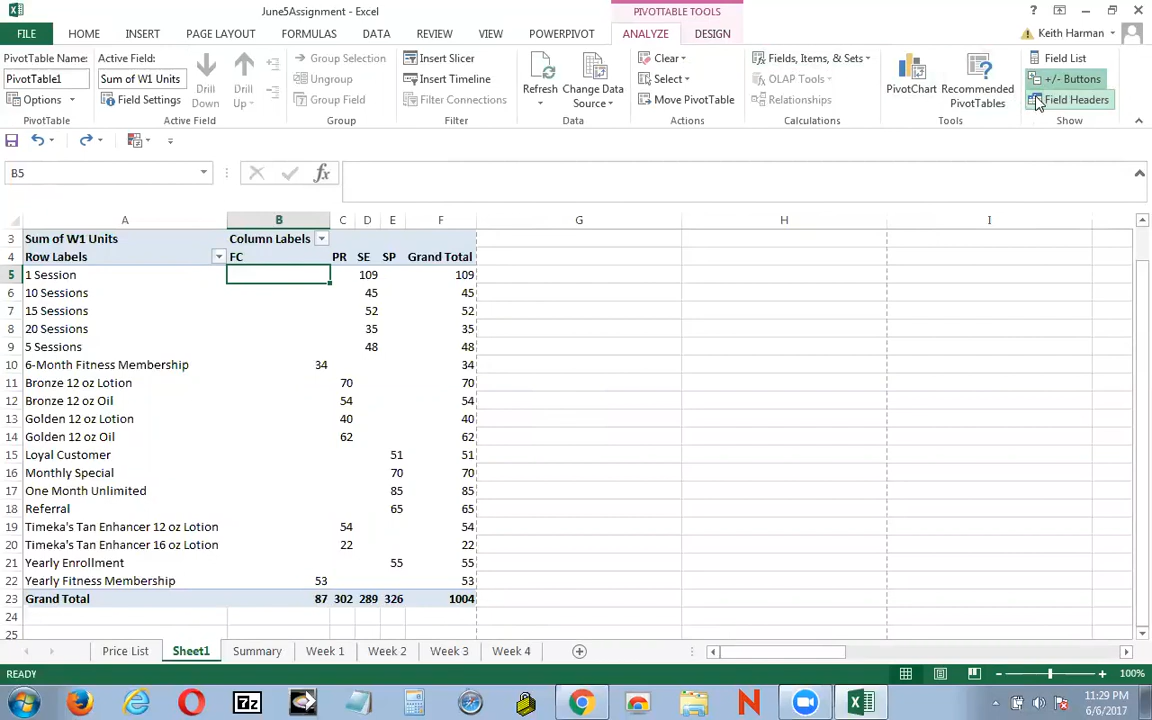 June5Assignment - Excel
PIVOTTABLE TOOLS
?
FILE HOME INSERT PAGE LAYOUT FORMULAS DATA REVIEW VIEW POWERPIVOT ANALYZE DESIGN Keith Harman
PivotTable Name: Active Field: Group Selection Insert Slicer Clear Fields, Items, & Sets Field List
PivotTable1 Sum of W1 Units Ungroup Insert Timeline Select OLAP Tools +/- Buttons
Options Field Settings Group Field Filter Connections Move PivotTable Relationships Field Headers
Drill Down Drill Up Refresh Change Data Source PivotChart Recommended PivotTables
PivotTable Active Field Group Filter Data Actions Calculations Tools Show
B5 fx
A B C D E F G H I
3 Sum of W1 Units Column Labels
4 Row Labels FC PR SE SP Grand Total
5 1 Session 109 109
6 10 Sessions 45 45
7 15 Sessions 52 52
8 20 Sessions 35 35
9 5 Sessions 48 48
10 6-Month Fitness Membership 34 34
11 Bronze 12 oz Lotion 70 70
12 Bronze 12 oz Oil 54 54
13 Golden 12 oz Lotion 40 40
14 Golden 12 oz Oil 62 62
15 Loyal Customer 51 51
16 Monthly Special 70 70
17 One Month Unlimited 85 85
18 Referral 65 65
19 Timeka's Tan Enhancer 12 oz Lotion 54 54
20 Timeka's Tan Enhancer 16 oz Lotion 22 22
21 Yearly Enrollment 55 55
22 Yearly Fitness Membership 53 53
23 Grand Total 87 302 289 326 1004
24
25
Price List Sheet1 Summary Week 1 Week 2 Week 3 Week 4
READY 100%
7z
11:29 PM
6/6/2017